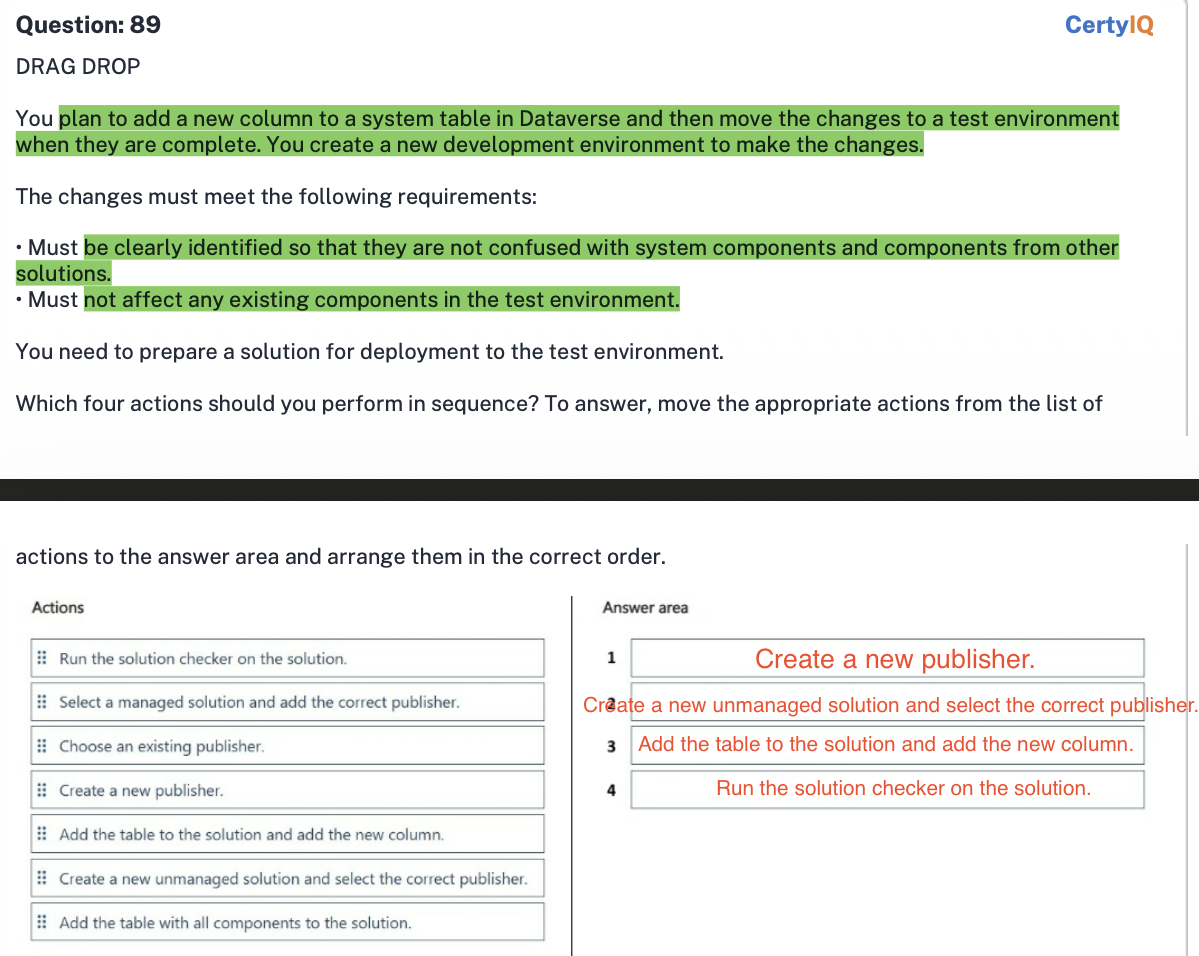 Question: 89
CertyIQ
DRAG DROP
You plan to add a new column to a system table in Dataverse and then move the changes to a test environment
when they are complete. You create a new development environment to make the changes.
The changes must meet the following requirements:
• Must be clearly identified so that they are not confused with system components and components from other
solutions.
• Must not affect any existing components in the test environment.
You need to prepare a solution for deployment to the test environment.
Which four actions should you perform in sequence? To answer, move the appropriate actions from the list of
actions to the answer area and arrange them in the correct order.
Actions
Run the solution checker on the solution.
Select a managed solution and add the correct publisher.
Choose an existing publisher.
Create a new publisher.
Add the table to the solution and add the new column.
Create a new unmanaged solution and select the correct publisher.
Add the table with all components to the solution.
Answer area
1 Create a new publisher.
2 Create a new unmanaged solution and select the correct publisher.
3 Add the table to the solution and add the new column.
4 Run the solution checker on the solution.